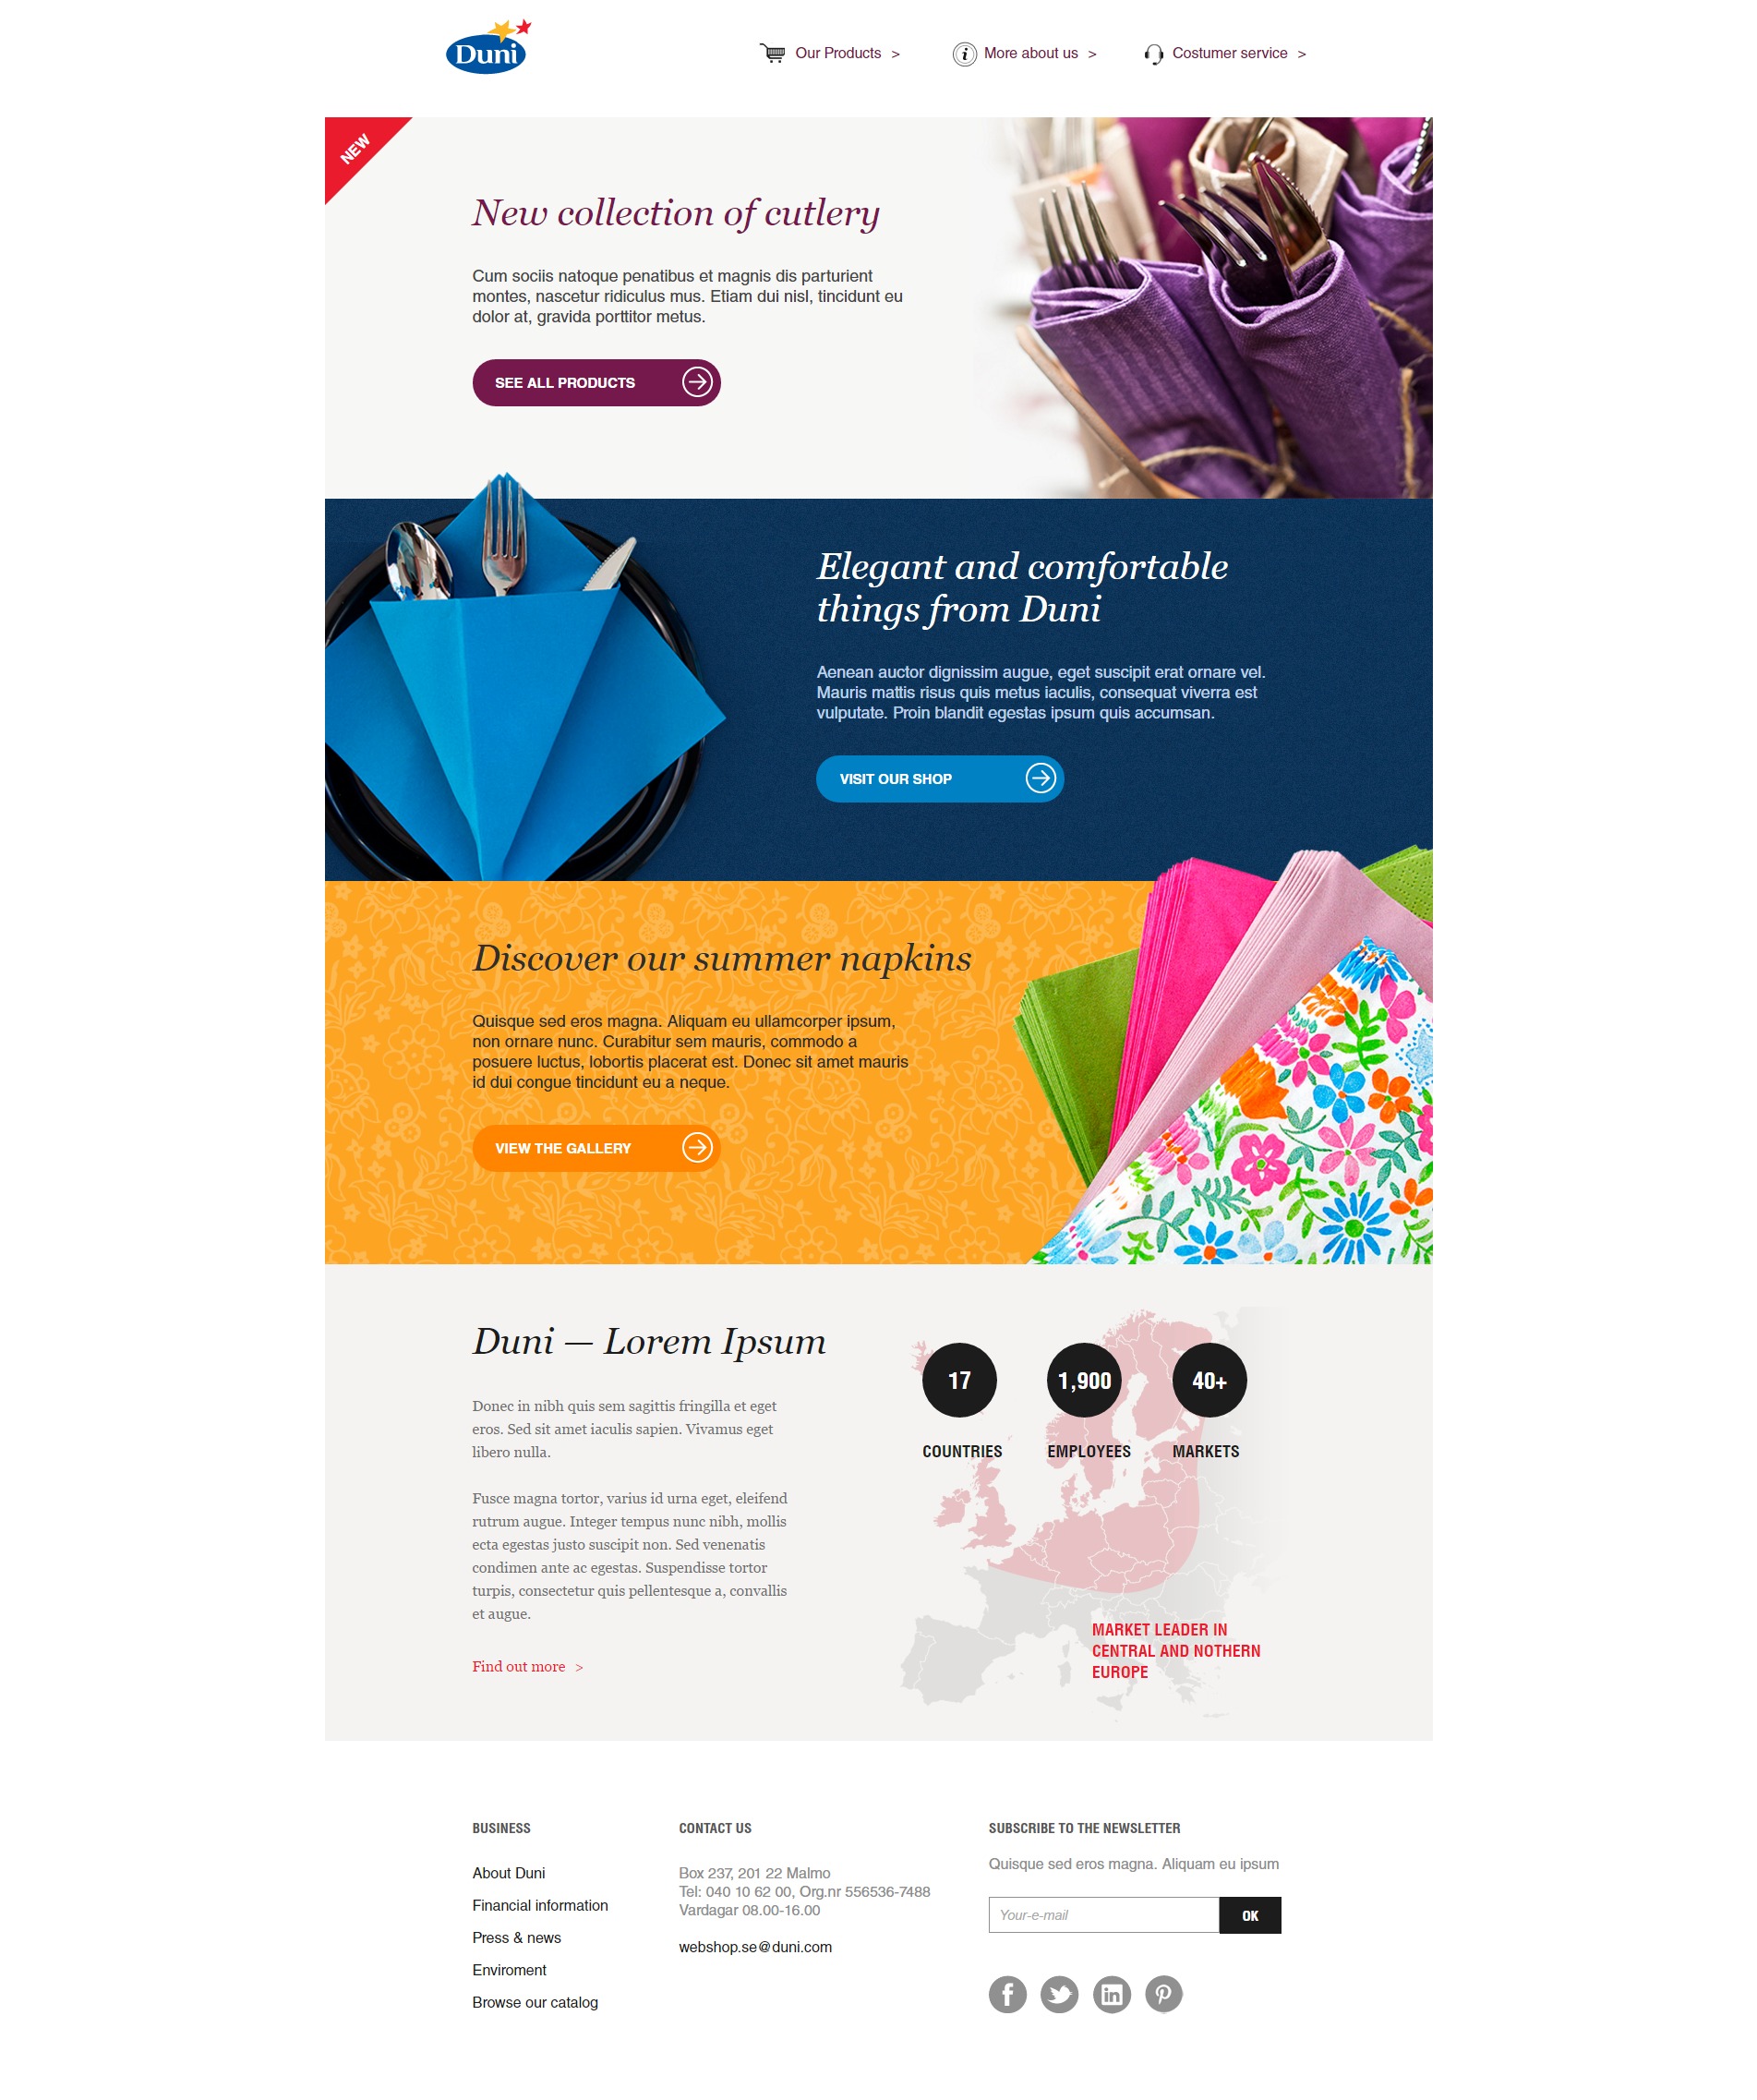 Duni
Our Products >
More about us >
Costumer service >
NEW
New collection of cutlery
Cum sociis natoque penatibus et magnis dis parturient
montes, nascetur ridiculus mus. Etiam dui nisl, tincidunt eu
dolor at, gravida porttitor metus.
SEE ALL PRODUCTS
Elegant and comfortable
things from Duni
Aenean auctor dignissim augue, eget suscipit erat ornare vel.
Mauris mattis risus quis metus iaculis, consequat viverra est
vulputate. Proin blandit egestas ipsum quis accumsan.
VISIT OUR SHOP
Discover our summer napkins
Quisque sed eros magna. Aliquam eu ullamcorper ipsum,
non ornare nunc. Curabitur sem mauris, commodo a
posuere luctus, lobortis placerat est. Donec sit amet mauris
id dui congue tincidunt eu a neque.
VIEW THE GALLERY
Duni — Lorem Ipsum
Donec in nibh quis sem sagittis fringilla et eget
eros. Sed sit amet iaculis sapien. Vivamus eget
libero nulla.
Fusce magna tortor, varius id urna eget, eleifend
rutrum augue. Integer tempus nunc nibh, mollis
ecta egestas justo suscipit non. Sed venenatis
condimen ante ac egestas. Suspendisse tortor
turpis, consectetur quis pellentesque a, convallis
et augue.
Find out more >
17
COUNTRIES
1,900
EMPLOYEES
40+
MARKETS
MARKET LEADER IN
CENTRAL AND NOTHERN
EUROPE
BUSINESS
About Duni
Financial information
Press & news
Enviroment
Browse our catalog
CONTACT US
Box 237, 201 22 Malmo
Tel: 040 10 62 00, Org.nr 556536-7488
Vardagar 08.00-16.00
webshop.se@duni.com
SUBSCRIBE TO THE NEWSLETTER
Quisque sed eros magna. Aliquam eu ipsum
Your-e-mail
OK